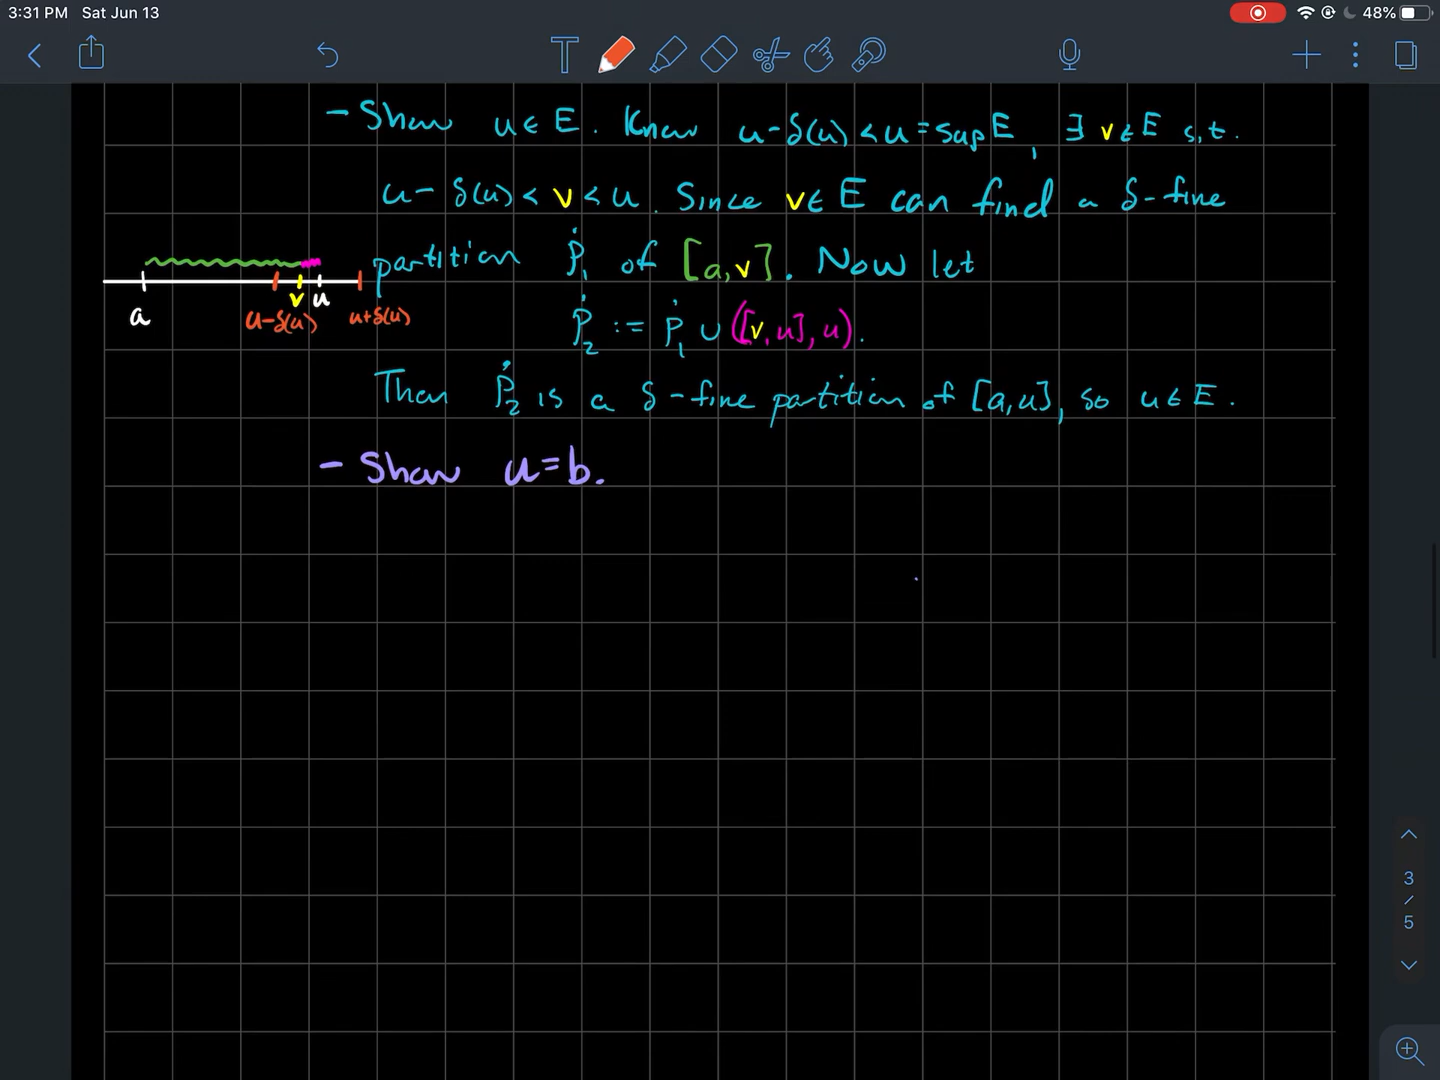 3:31 PM Sat Jun 13 48%
- Show u ∈ E. Know u-δ(u) < u = sup E, ∃ v ∈ E s.t.
u - δ(u) < v < u. Since v ∈ E can find a δ-fine
partition Ṗ₁ of [a,v]. Now let
a u-δ(u) v u u+δ(u)
Ṗ₂ := Ṗ₁ ∪ ([v,u], u).
Then Ṗ₂ is a δ-fine partition of [a,u], so u ∈ E.
- Show u=b.
3
/
5